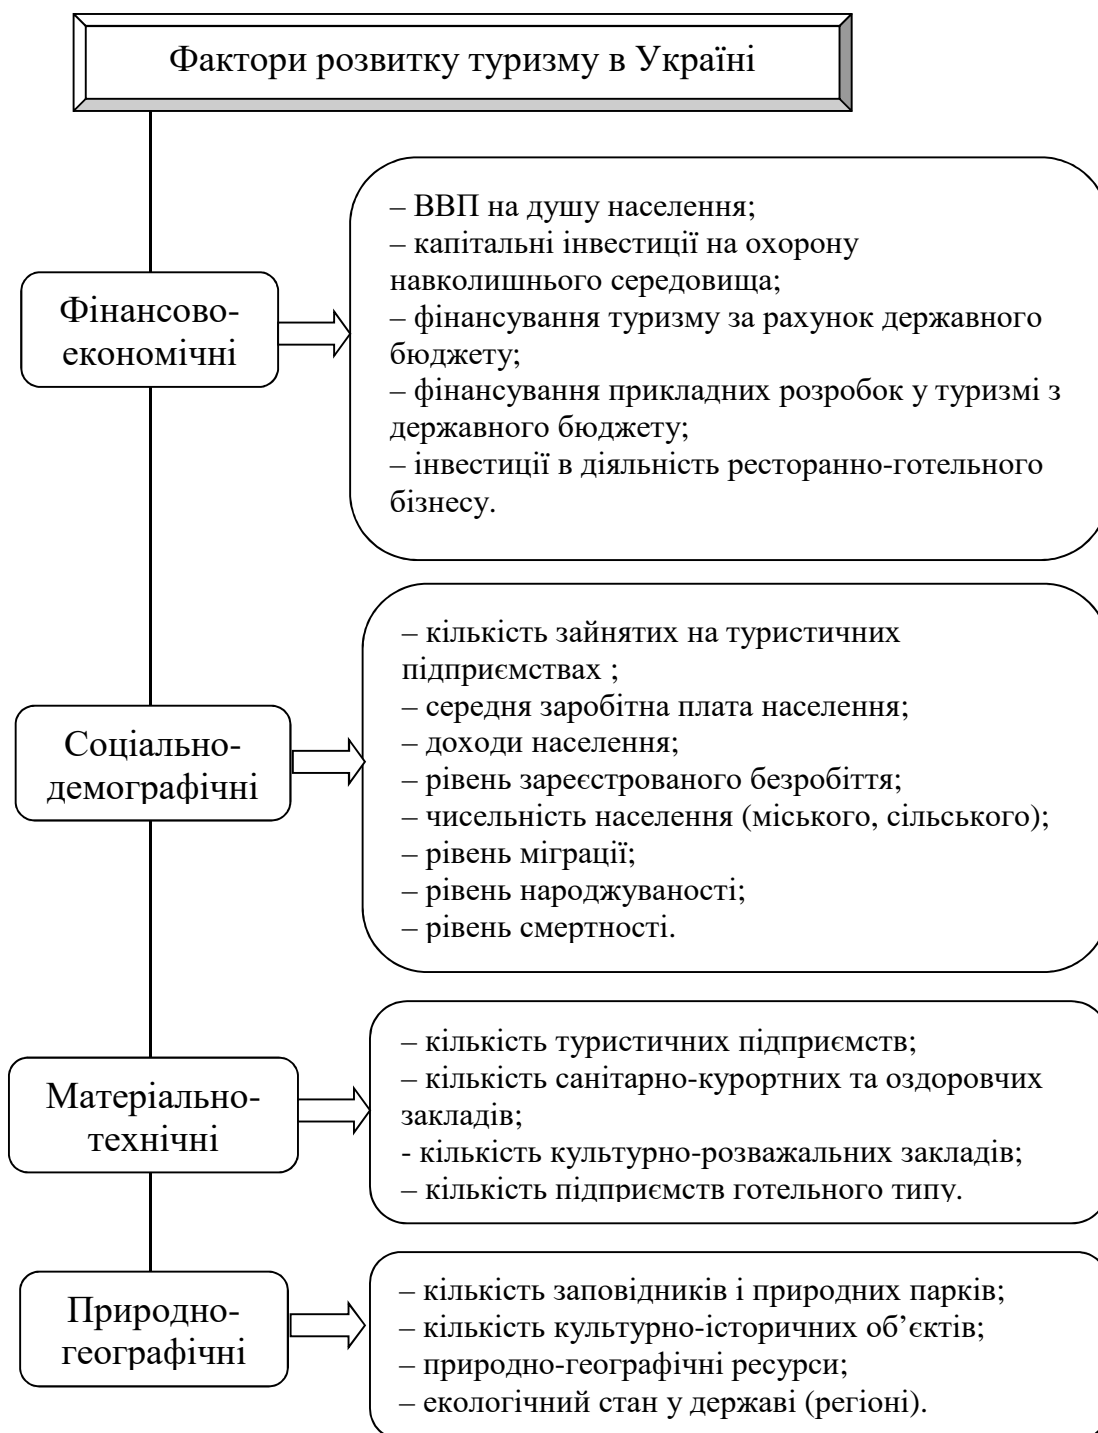 Фактори розвитку туризму в Україні
Фінансово-
економічні
– ВВП на душу населення;
– капітальні інвестиції на охорону
навколишнього середовища;
– фінансування туризму за рахунок державного
бюджету;
– фінансування прикладних розробок у туризмі з
державного бюджету;
– інвестиції в діяльність ресторанно-готельного
бізнесу.
Соціально-
демографічні
– кількість зайнятих на туристичних
підприємствах ;
– середня заробітна плата населення;
– доходи населення;
– рівень зареєстрованого безробіття;
– чисельність населення (міського, сільського);
– рівень міграції;
– рівень народжуваності;
– рівень смертності.
Матеріально-
технічні
– кількість туристичних підприємств;
– кількість санітарно-курортних та оздоровчих
закладів;
- кількість культурно-розважальних закладів;
– кількість підприємств готельного типу.
Природно-
географічні
– кількість заповідників і природних парків;
– кількість культурно-історичних об’єктів;
– природно-географічні ресурси;
– екологічний стан у державі (регіоні).